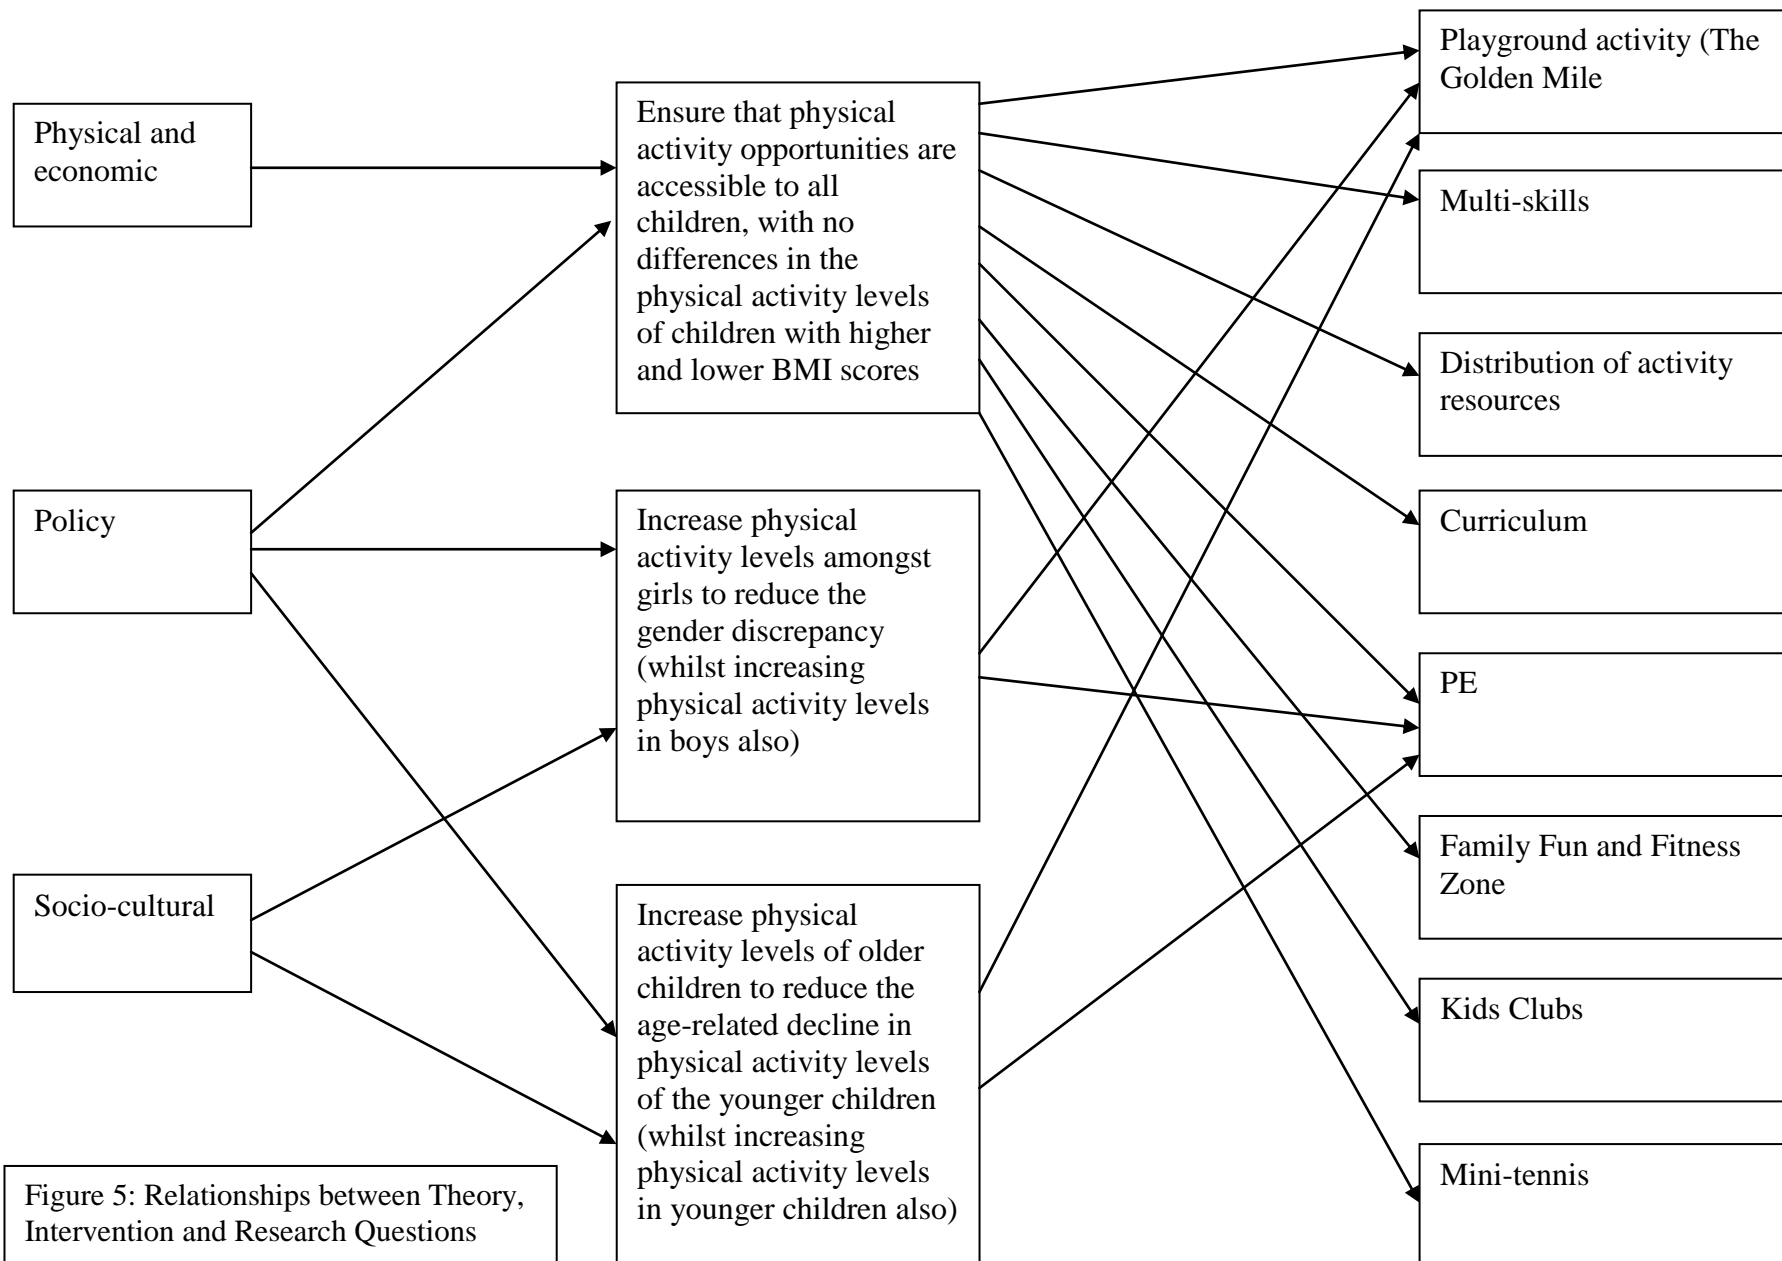 Physical and
economic
Policy
Socio-cultural
Figure 5: Relationships between Theory,
Intervention and Research Questions
Ensure that physical
activity opportunities are
accessible to all
children, with no
differences in the
physical activity levels
of children with higher
and lower BMI scores
Increase physical
activity levels amongst
girls to reduce the
gender discrepancy
(whilst increasing
physical activity levels
in boys also)
Increase physical
activity levels of older
children to reduce the
age-related decline in
physical activity levels
of the younger children
(whilst increasing
physical activity levels
in younger children also)
Playground activity (The
Golden Mile
Multi-skills
Distribution of activity
resources
Curriculum
PE
Family Fun and Fitness
Zone
Kids Clubs
Mini-tennis